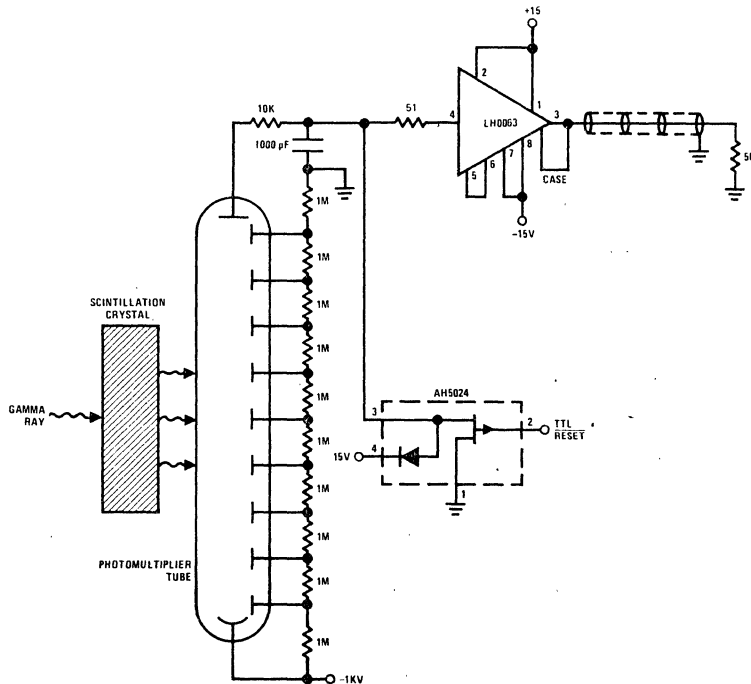 +15
2
10K
51
4
LH0063
1
3
1000 pF
8
7
6
5
CASE
1M
-15V
1M
1M
SCINTILLATION
CRYSTAL
1M
1M
AH5024
GAMMA
RAY
1M
3
2
TTL
RESET
1M
15V
4
1M
1
1M
PHOTOMULTIPLIER
TUBE
1M
1M
-1KV